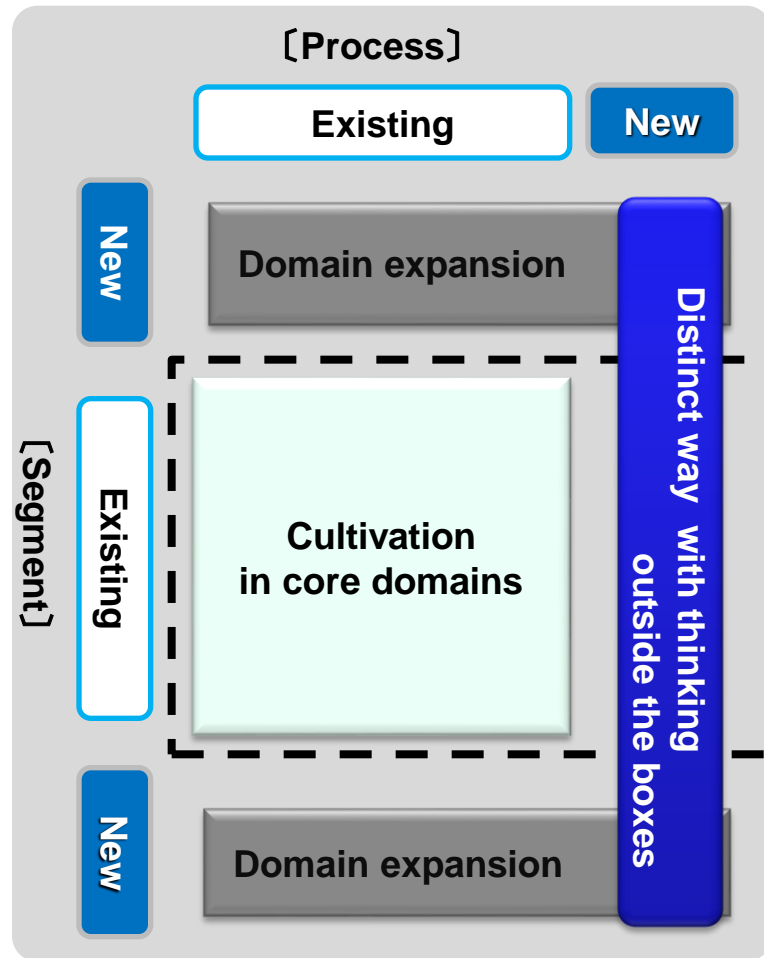 〔Process〕
Existing
New
New
Domain expansion
〔Segment〕
Existing
Cultivation
in core domains
Distinct way with thinking
outside the boxes
New
Domain expansion